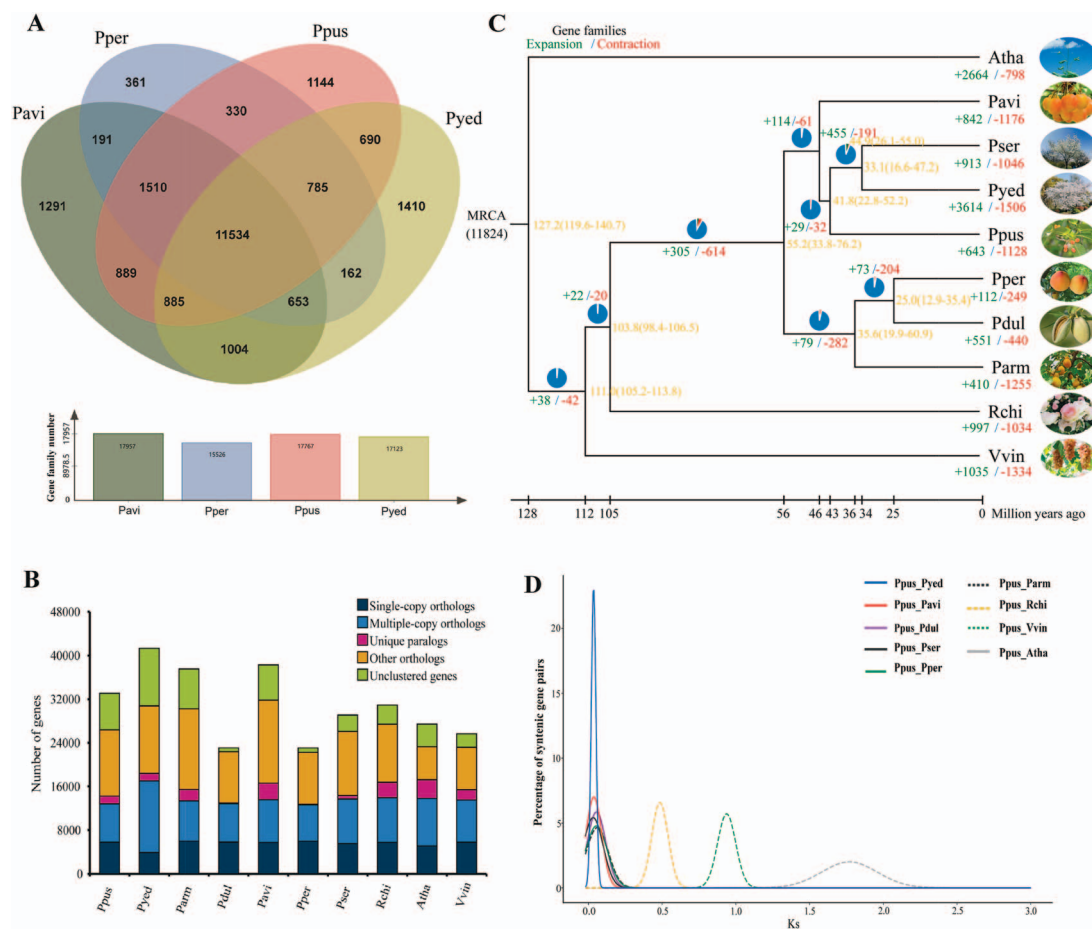 A
Pper
Ppus
Pavi
Pyed
361
1144
191
330
690
1291
1510
785
1410
11534
889
162
885
653
1004
Gene family number
17957
8978.5
0
17957
15526
17767
17123
Pavi
Pper
Ppus
Pyed
B
Number of genes
48000
40000
32000
24000
16000
8000
0
Single-copy orthologs
Multiple-copy orthologs
Unique paralogs
Other orthologs
Unclustered genes
Ppus
Pyed
Parm
Pdul
Pavi
Pper
Pser
Rchi
Atha
Vvin
C
Gene families
Expansion /Contraction
MRCA
(11824)
127.2(119.6-140.7)
Atha
+2664 /-798
Pavi
+842 /-1176
+114/-61
+455 /-191
Pser
+913 /-1046
33.1(16.6-47.2)
Pyed
+3614 /-1506
41.8(22.8-52.2)
+29/-32
Ppus
+643 /-1128
55.2(33.8-76.2)
+305 /-614
Pper
+112/-249
+73/-204
25.0(12.9-35.4)
Pdul
+551 /-440
35.6(19.9-60.9)
+79 /-282
Parm
+410 /-1255
+22 /-20
103.8(98.4-106.5)
Rchi
+997 /-1034
+38 /-42
Vvin
+1035 /-1334
128
112
105
56
46
43
36
34
25
0
Million years ago
D
Percentage of syntenic gene pairs
20
15
10
5
0
0.0
0.5
1.0
1.5
2.0
2.5
3.0
Ks
Ppus_Pyed
Ppus_Pavi
Ppus_Pdul
Ppus_Pser
Ppus_Pper
Ppus_Parm
Ppus_Rchi
Ppus_Vvin
Ppus_Atha